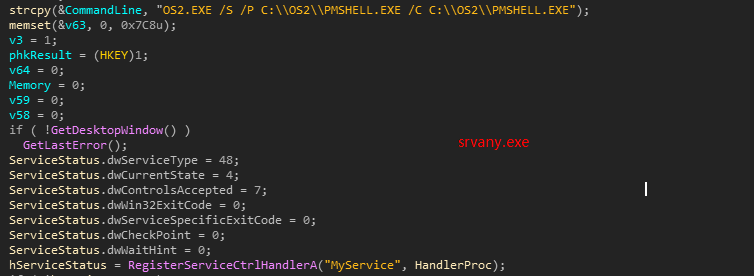 strcpy(&CommandLine, "OS2.EXE /S /P C:\\OS2\\PMSHELL.EXE /C C:\\OS2\\PMSHELL.EXE");
memset(&v63, 0, 0x7C8u);
v3 = 1;
phkResult = (HKEY)1;
v64 = 0;
Memory = 0;
v59 = 0;
v58 = 0;
if ( !GetDesktopWindow() )
GetLastError();
srvany.exe
ServiceStatus.dwServiceType = 48;
ServiceStatus.dwCurrentState = 4;
ServiceStatus.dwControlsAccepted = 7;
ServiceStatus.dwWin32ExitCode = 0;
ServiceStatus.dwServiceSpecificExitCode = 0;
ServiceStatus.dwCheckPoint = 0;
ServiceStatus.dwWaitHint = 0;
hServiceStatus = RegisterServiceCtrlHandlerA("MyService", HandlerProc);